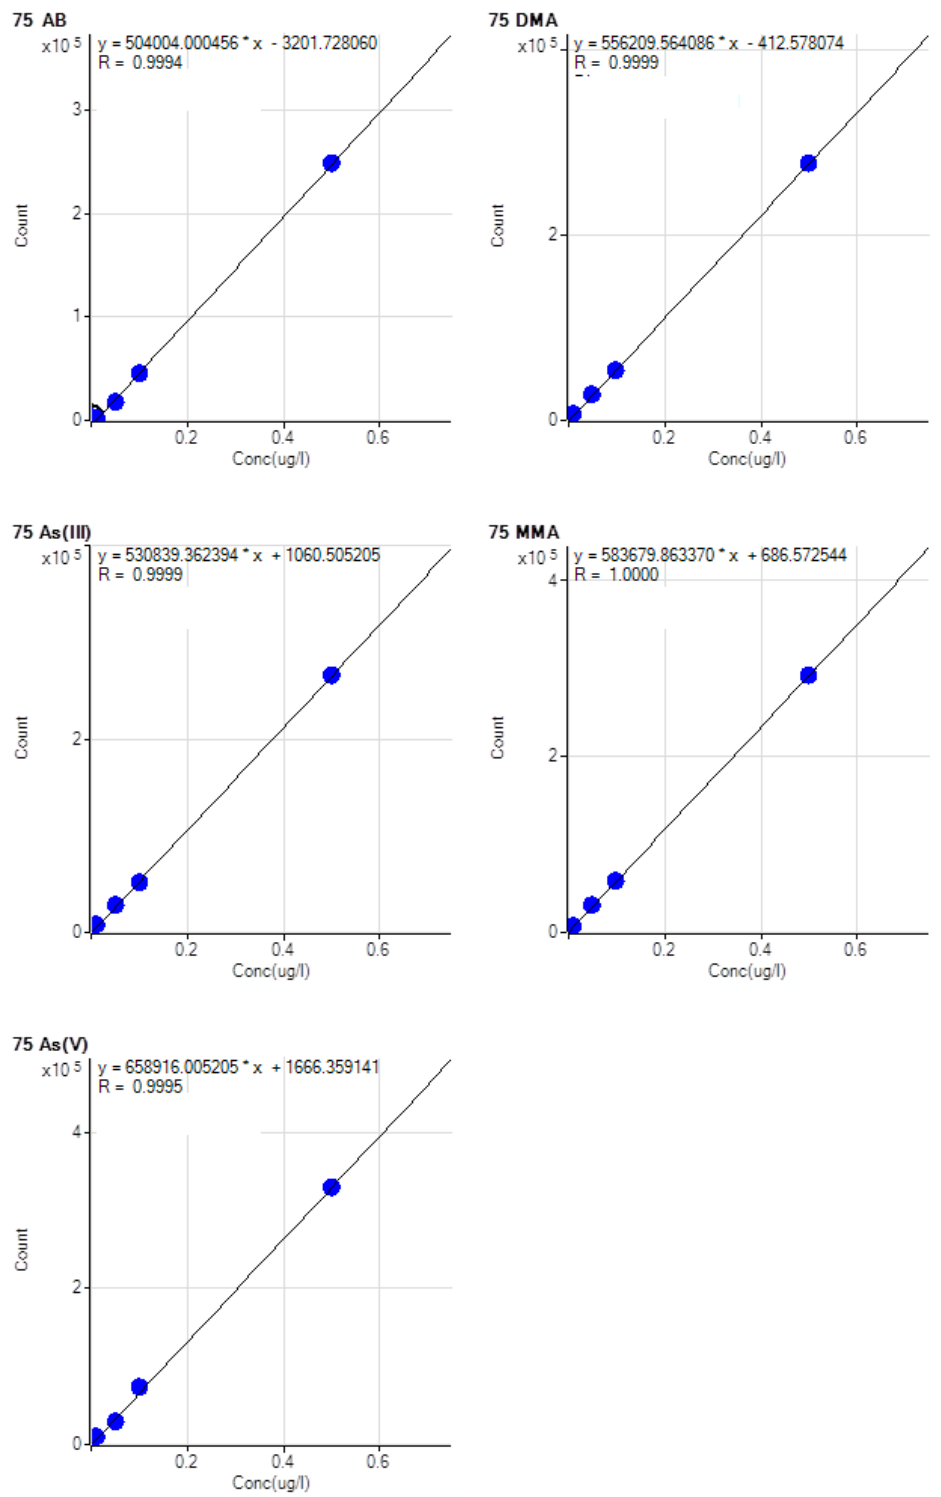 75 AB
x10 5
y = 504004.000456 * x - 3201.728060
R = 0.9994
3
2
1
0
Count
0.2 0.4 0.6
Conc(ug/l)
75 DMA
x10 5
y = 556209.564086 * x - 412.578074
R = 0.9999
2
0
Count
0.2 0.4 0.6
Conc(ug/l)
75 As(III)
x10 5
y = 530839.362394 * x + 1060.505205
R = 0.9999
2
0
Count
0.2 0.4 0.6
Conc(ug/l)
75 MMA
x10 5
y = 583679.863370 * x + 686.572544
R = 1.0000
4
2
0
Count
0.2 0.4 0.6
Conc(ug/l)
75 As(V)
x10 5
y = 658916.005205 * x + 1666.359141
R = 0.9995
4
2
0
Count
0.2 0.4 0.6
Conc(ug/l)